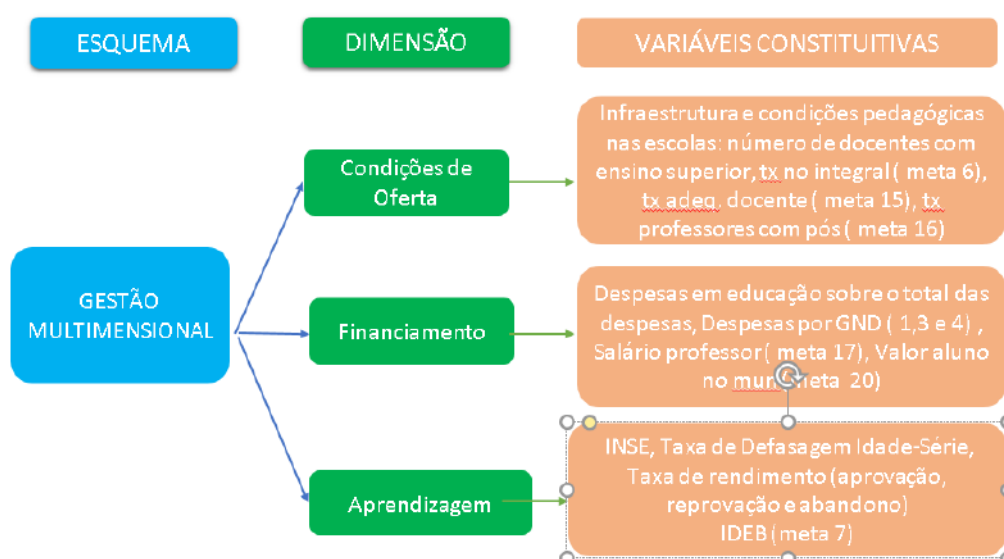 ESQUEMA
DIMENSÃO
VARIÁVEIS CONSTITUTIVAS
GESTÃO
MULTIMENSIONAL
Condições de
Oferta
Infraestrutura e condições pedagógicas
nas escolas: número de docentes com
ensino superior, tx no integral ( meta 6),
tx adeq. docente ( meta 15), tx
professores com pós ( meta 16)
Financiamento
Despesas em educação sobre o total das
despesas, Despesas por GND ( 1,3 e 4) ,
Salário professor( meta 17), Valor aluno
no 20)
Aprendizagem
INSE, Taxa de Defasagem Idade-Série,
Taxa de rendimento (aprovação,
reprovação e abandono)
IDEB (meta 7)